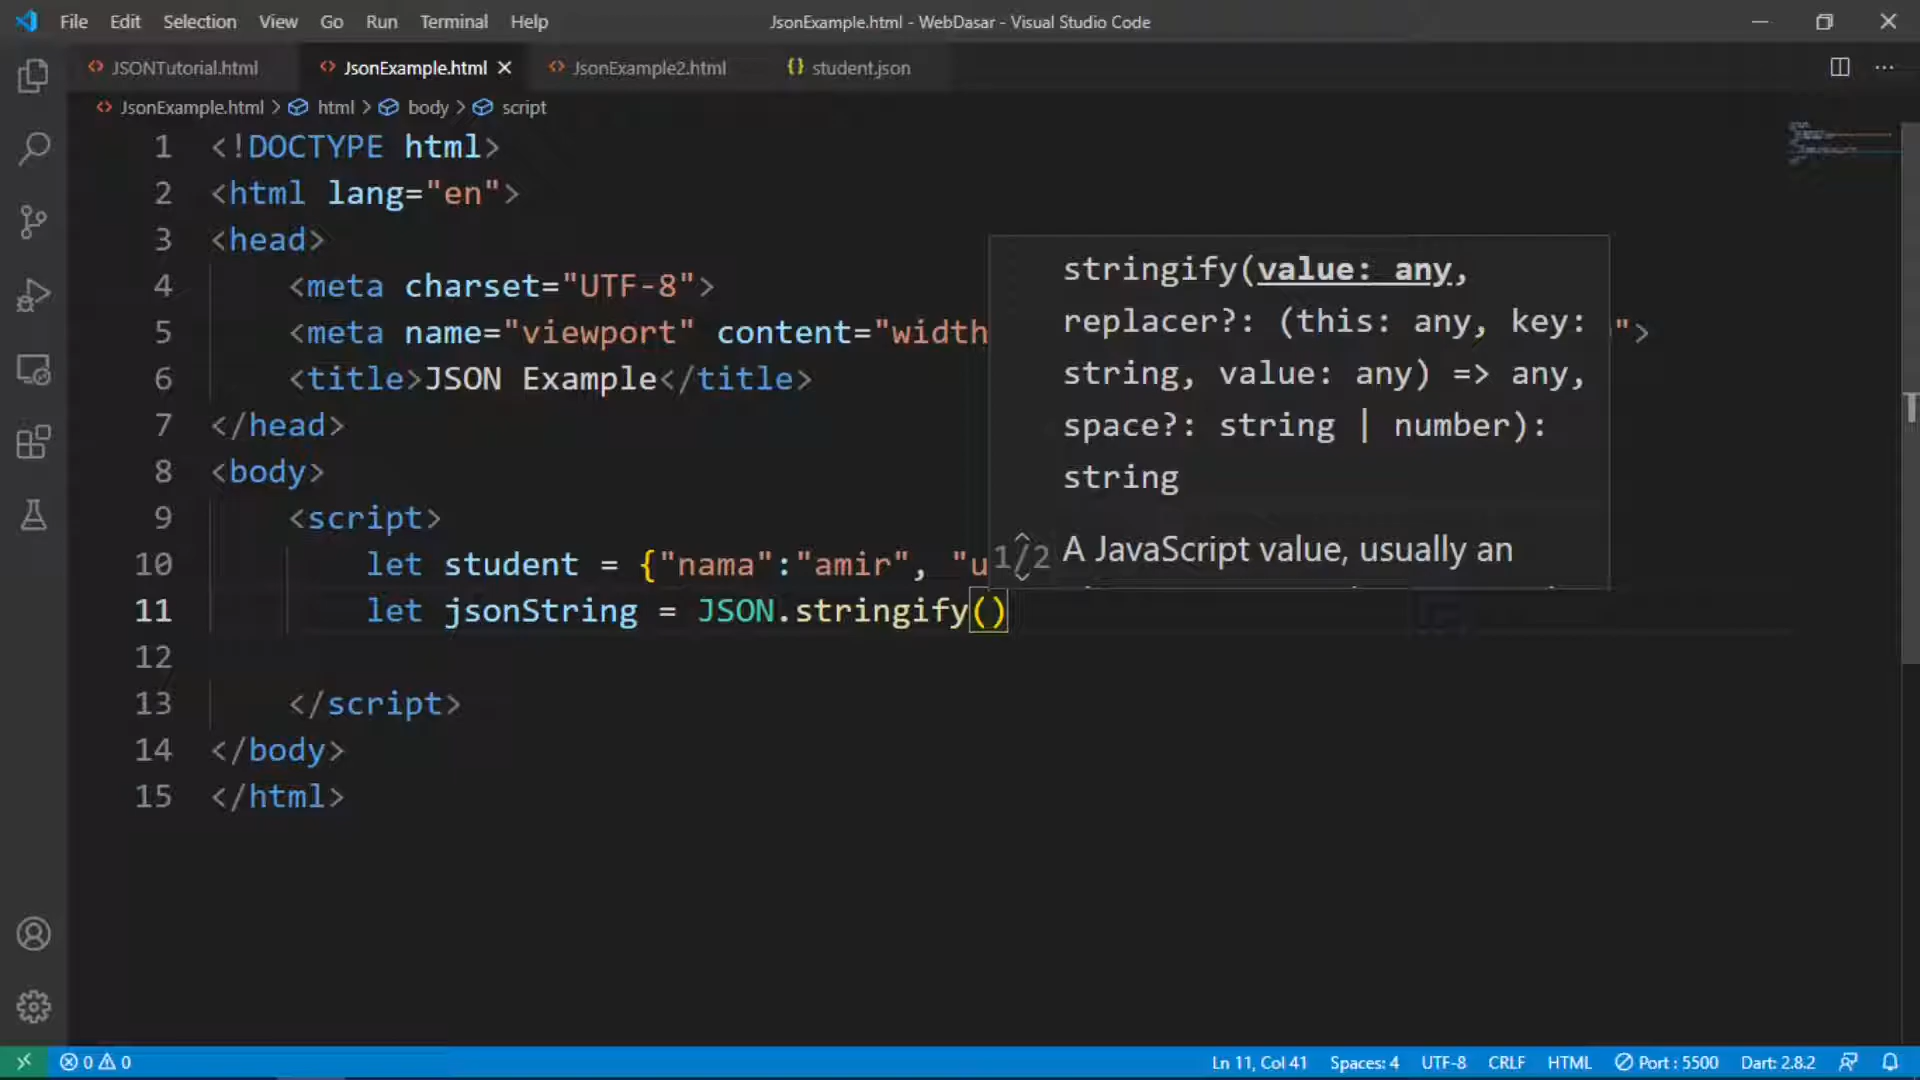 File Edit Selection View Go Run Terminal Help JsonExample.html - WebDasar - Visual Studio Code
JSONTutorial.html JsonExample.html JsonExample2.html {} student.json
JsonExample.html > html > body > script
1 <!DOCTYPE html>
2 <html lang="en">
3 <head>
4 <meta charset="UTF-8">
5 <meta name="viewport" content="width ">
6 <title>JSON Example</title>
7 </head>
8 <body>
9 <script>
10 let student = {"nama":"amir", "u
11 let jsonString = JSON.stringify()
12
13 </script>
14 </body>
15 </html>
stringify(value: any,
replacer?: (this: any, key:
string, value: any) => any,
space?: string | number):
string
1/2 A JavaScript value, usually an
0 0 Ln 11, Col 41 Spaces: 4 UTF-8 CRLF HTML Port : 5500 Dart: 2.8.2